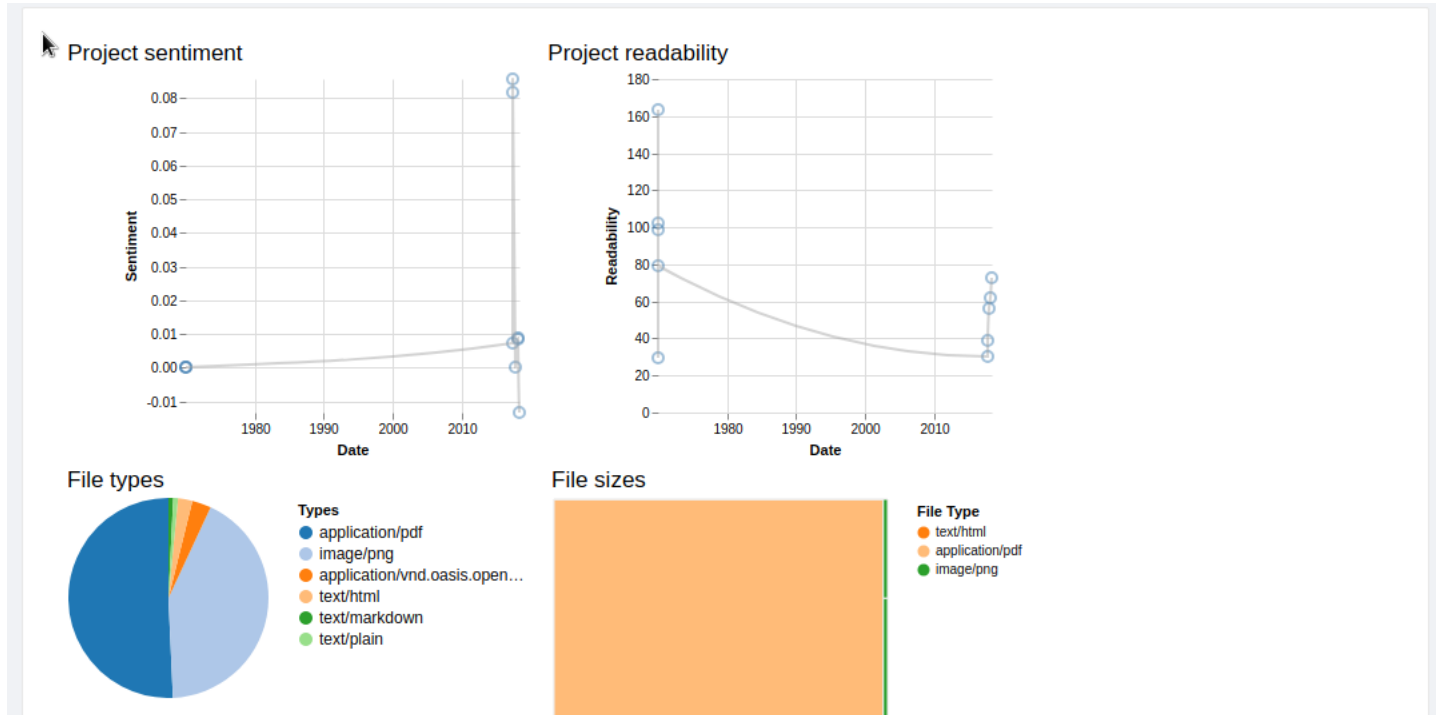 Project sentiment
0.08
0.07
0.06
0.05
0.04
0.03
0.02
0.01
0.00
-0.01
Sentiment
1980 1990 2000 2010
Date
Project readability
180
160
140
120
100
80
60
40
20
0
Readability
1980 1990 2000 2010
Date
File types
Types
application/pdf
image/png
application/vnd.oasis.open…
text/html
text/markdown
text/plain
File sizes
File Type
text/html
application/pdf
image/png